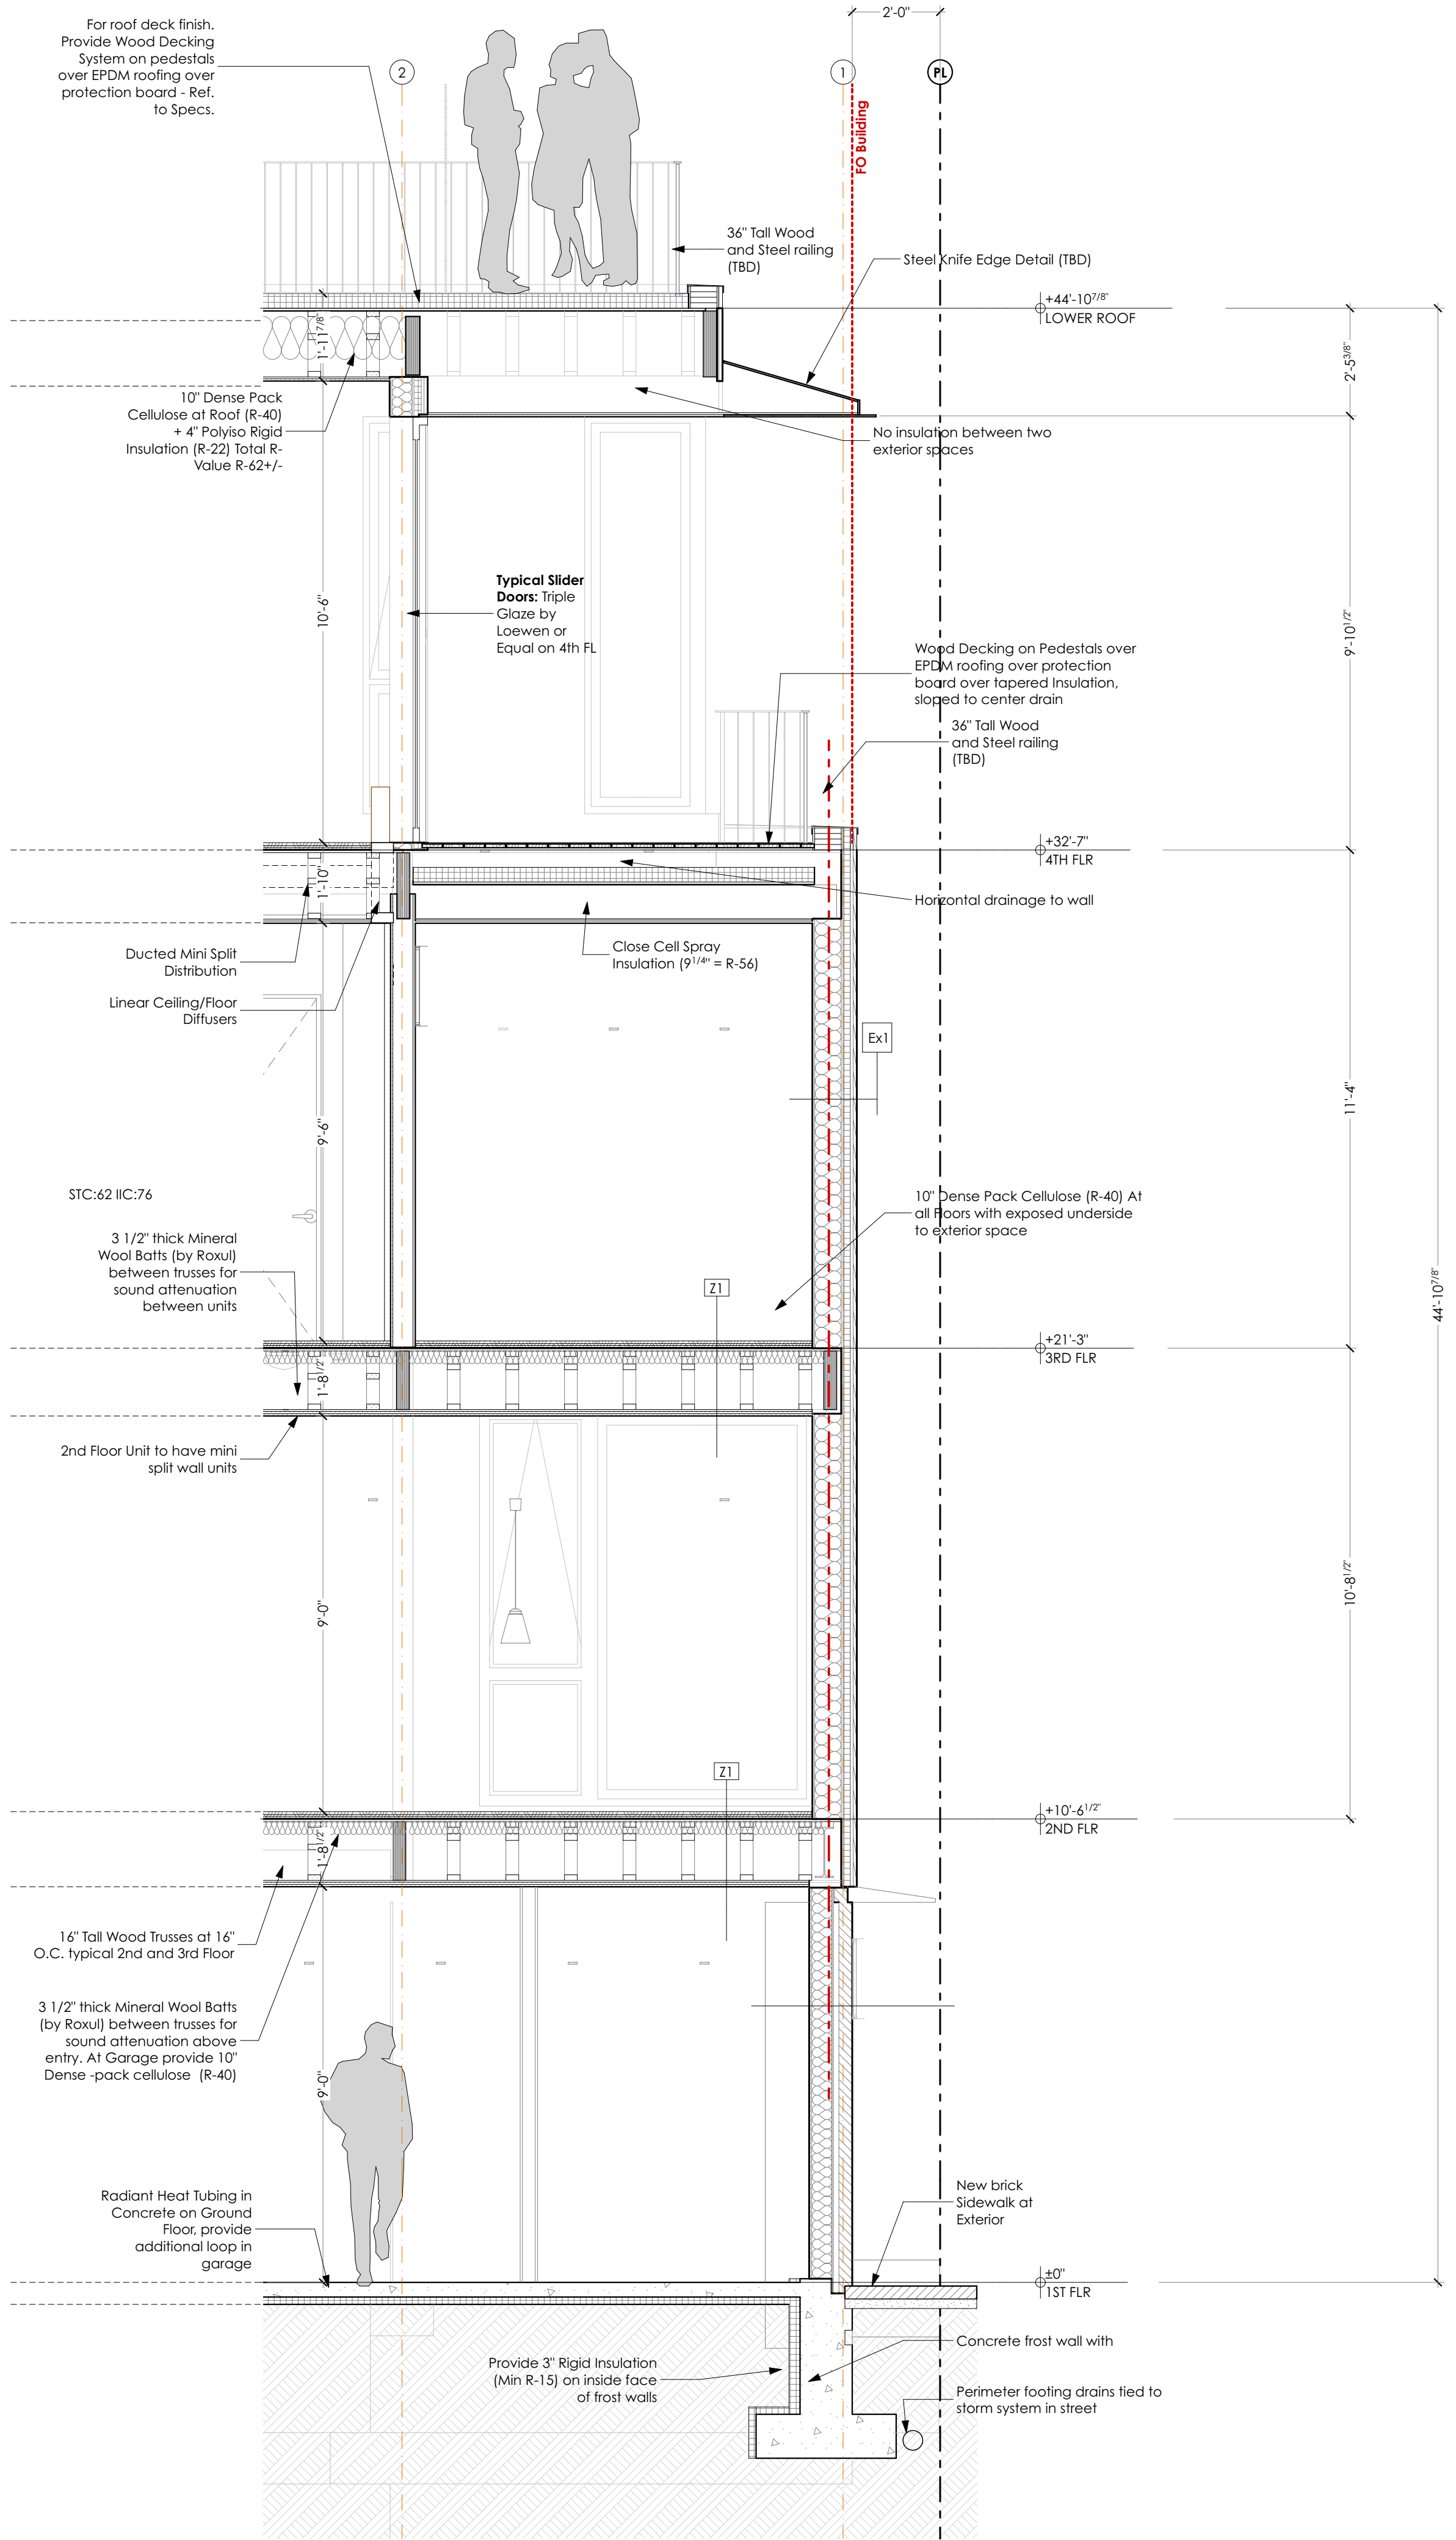 2'-0"
For roof deck finish.
Provide Wood Decking
System on pedestals
over EPDM roofing over
protection board - Ref.
to Specs.
2
1
PL
FO Building
36" Tall Wood
and Steel railing
(TBD)
Steel Knife Edge Detail (TBD)
+44'-10 7/8"
LOWER ROOF
1'-11 7/8"
2'-5 3/8"
10" Dense Pack
Cellulose at Roof (R-40)
+ 4" Polyiso Rigid
Insulation (R-22) Total R-
Value R-62+/-
No insulation between two
exterior spaces
Typical Slider
Doors: Triple
Glaze by
Loewen or
Equal on 4th FL
10'-6"
9'-10 1/2"
Wood Decking on Pedestals over
EPDM roofing over protection
board over tapered Insulation,
sloped to center drain
36" Tall Wood
and Steel railing
(TBD)
+32'-7"
4TH FLR
1'-10"
Horizontal drainage to wall
Ducted Mini Split
Distribution
Close Cell Spray
Insulation (9 1/4" = R-56)
Linear Ceiling/Floor
Diffusers
Ex1
9'-6"
11'-4"
STC:62 IIC:76
10" Dense Pack Cellulose (R-40) At
all Floors with exposed underside
to exterior space
3 1/2" thick Mineral
Wool Batts (by Roxul)
between trusses for
sound attenuation
between units
Z1
44'-10 7/8"
+21'-3"
3RD FLR
1'-8 1/2"
2nd Floor Unit to have mini
split wall units
9'-0"
10'-8 1/2"
Z1
+10'-6 1/2"
2ND FLR
1'-8 1/2"
16" Tall Wood Trusses at 16"
O.C. typical 2nd and 3rd Floor
3 1/2" thick Mineral Wool Batts
(by Roxul) between trusses for
sound attenuation above
entry. At Garage provide 10"
Dense -pack cellulose (R-40)
9'-0"
Radiant Heat Tubing in
Concrete on Ground
Floor, provide
additional loop in
garage
New brick
Sidewalk at
Exterior
±0"
1ST FLR
Concrete frost wall with
Provide 3" Rigid Insulation
(Min R-15) on inside face
of frost walls
Perimeter footing drains tied to
storm system in street